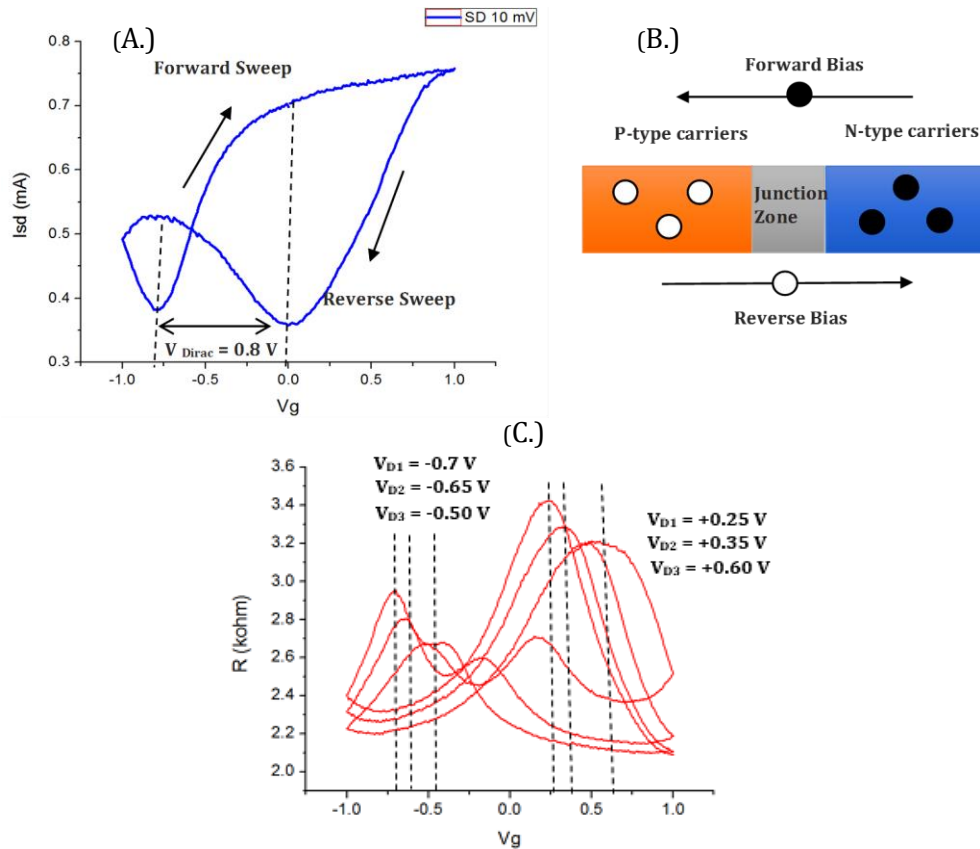 (A.)
SD 10 mV
0.8
0.7
0.6
0.5
0.4
0.3
Isd (mA)
Forward Sweep
Reverse Sweep
V Dirac = 0.8 V
-1.0 -0.5 0.0 0.5 1.0
Vg
(B.)
Forward Bias
P-type carriers N-type carriers
Junction
Zone
Reverse Bias
(C.)
3.6
3.4
3.2
3.0
2.8
2.6
2.4
2.2
2.0
R (kohm)
VD1 = -0.7 V
VD2 = -0.65 V
VD3 = -0.50 V
VD1 = +0.25 V
VD2 = +0.35 V
VD3 = +0.60 V
-1.0 -0.5 0.0 0.5 1.0
Vg